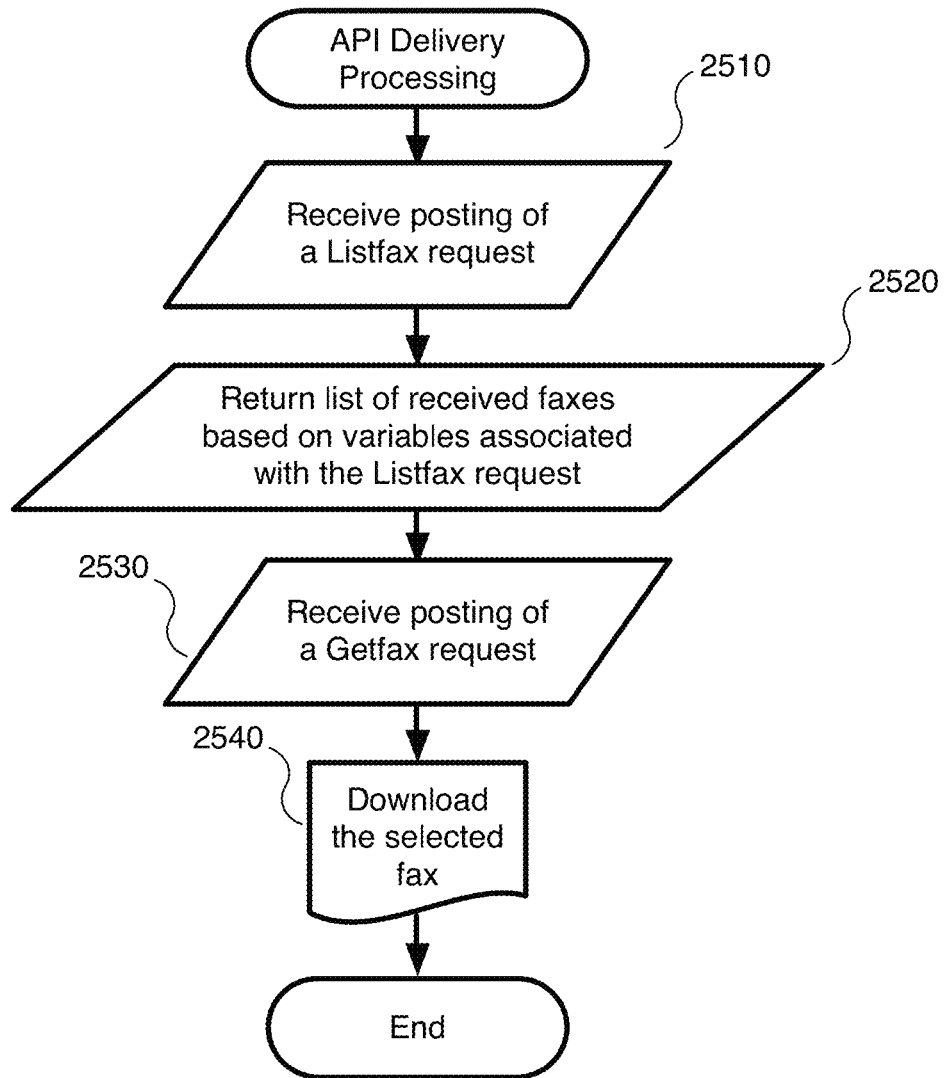 API Delivery
Processing
2510
Receive posting of
a Listfax request
2520
Return list of received faxes
based on variables associated
with the Listfax request
2530
Receive posting of
a Getfax request
2540
Download
the selected
fax
End